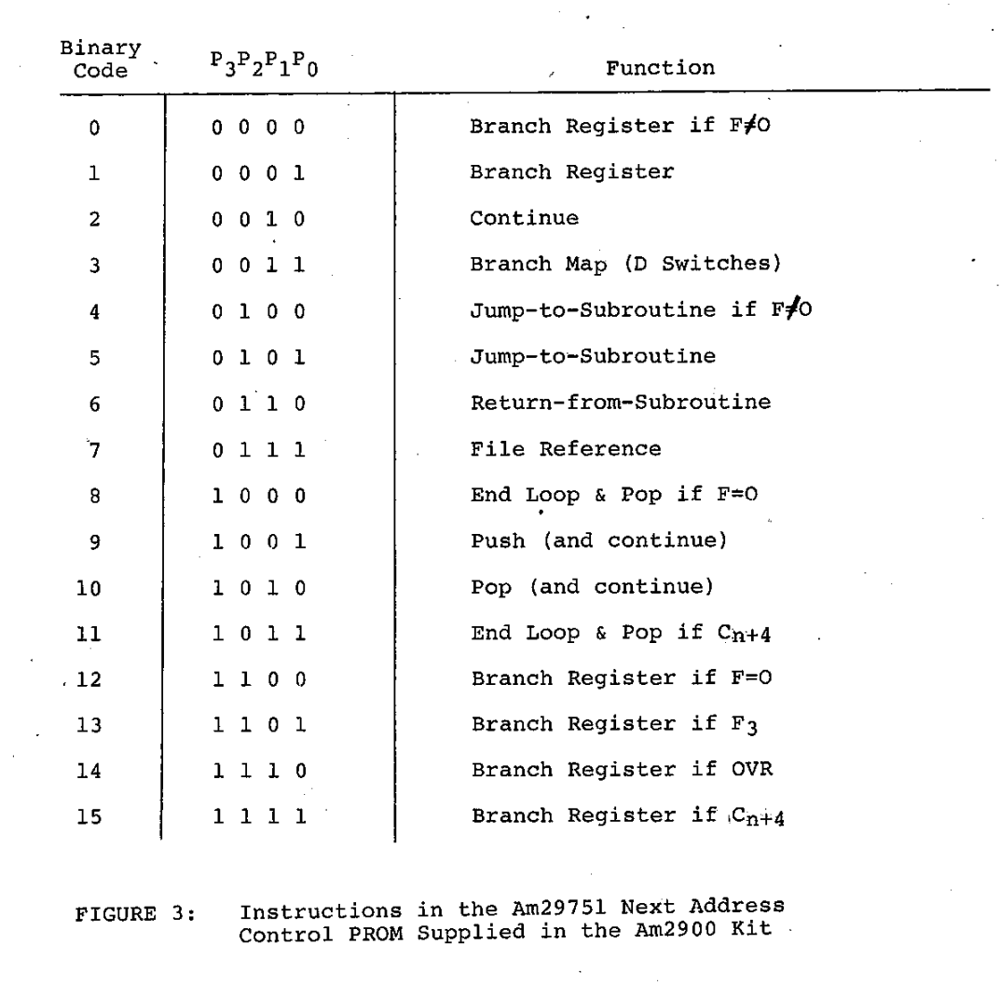 Binary Code P3P2P1P0 Function
0 0 0 0 0 Branch Register if F≠O
1 0 0 0 1 Branch Register
2 0 0 1 0 Continue
3 0 0 1 1 Branch Map (D Switches)
4 0 1 0 0 Jump-to-Subroutine if F≠O
5 0 1 0 1 Jump-to-Subroutine
6 0 1 1 0 Return-from-Subroutine
7 0 1 1 1 File Reference
8 1 0 0 0 End Loop & Pop if F=O
9 1 0 0 1 Push (and continue)
10 1 0 1 0 Pop (and continue)
11 1 0 1 1 End Loop & Pop if Cn+4
12 1 1 0 0 Branch Register if F=O
13 1 1 0 1 Branch Register if F3
14 1 1 1 0 Branch Register if OVR
15 1 1 1 1 Branch Register if Cn+4
FIGURE 3: Instructions in the Am29751 Next Address
Control PROM Supplied in the Am2900 Kit